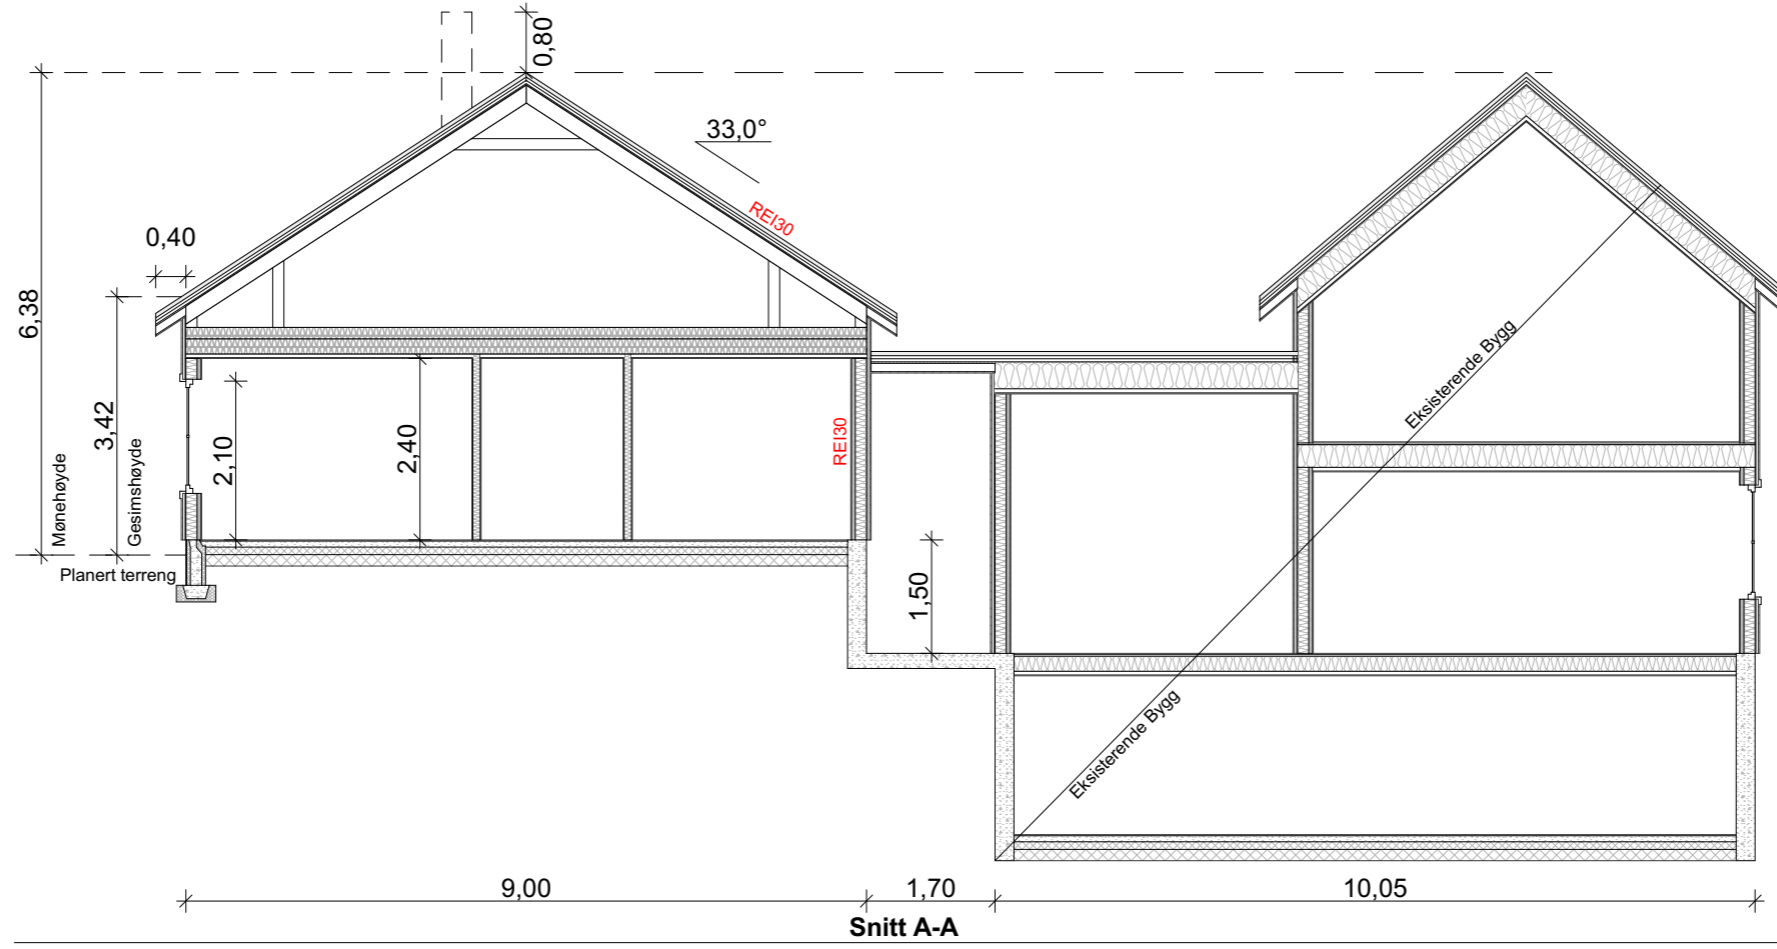 0,80
33,0°
REI30
0,40
6,38
3,42
Mønehøyde
Gesimshøyde
2,10
2,40
REI30
Planert terreng
1,50
Eksisterende Bygg
Eksisterende Bygg
9,00
1,70
10,05
Snitt A-A